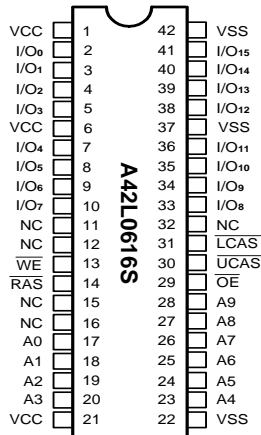 VCC 1 42 VSS
I/O0 2 41 I/O15
I/O1 3 40 I/O14
I/O2 4 39 I/O13
I/O3 5 38 I/O12
VCC 6 37 VSS
I/O4 7 36 I/O11
I/O5 8 35 I/O10
I/O6 9 34 I/O9
I/O7 10 33 I/O8
NC 11 32 NC
NC 12 31 LCAS
WE 13 30 UCAS
RAS 14 29 OE
NC 15 28 A9
NC 16 27 A8
A0 17 26 A7
A1 18 25 A6
A2 19 24 A5
A3 20 23 A4
VCC 21 22 VSS
A42L0616S